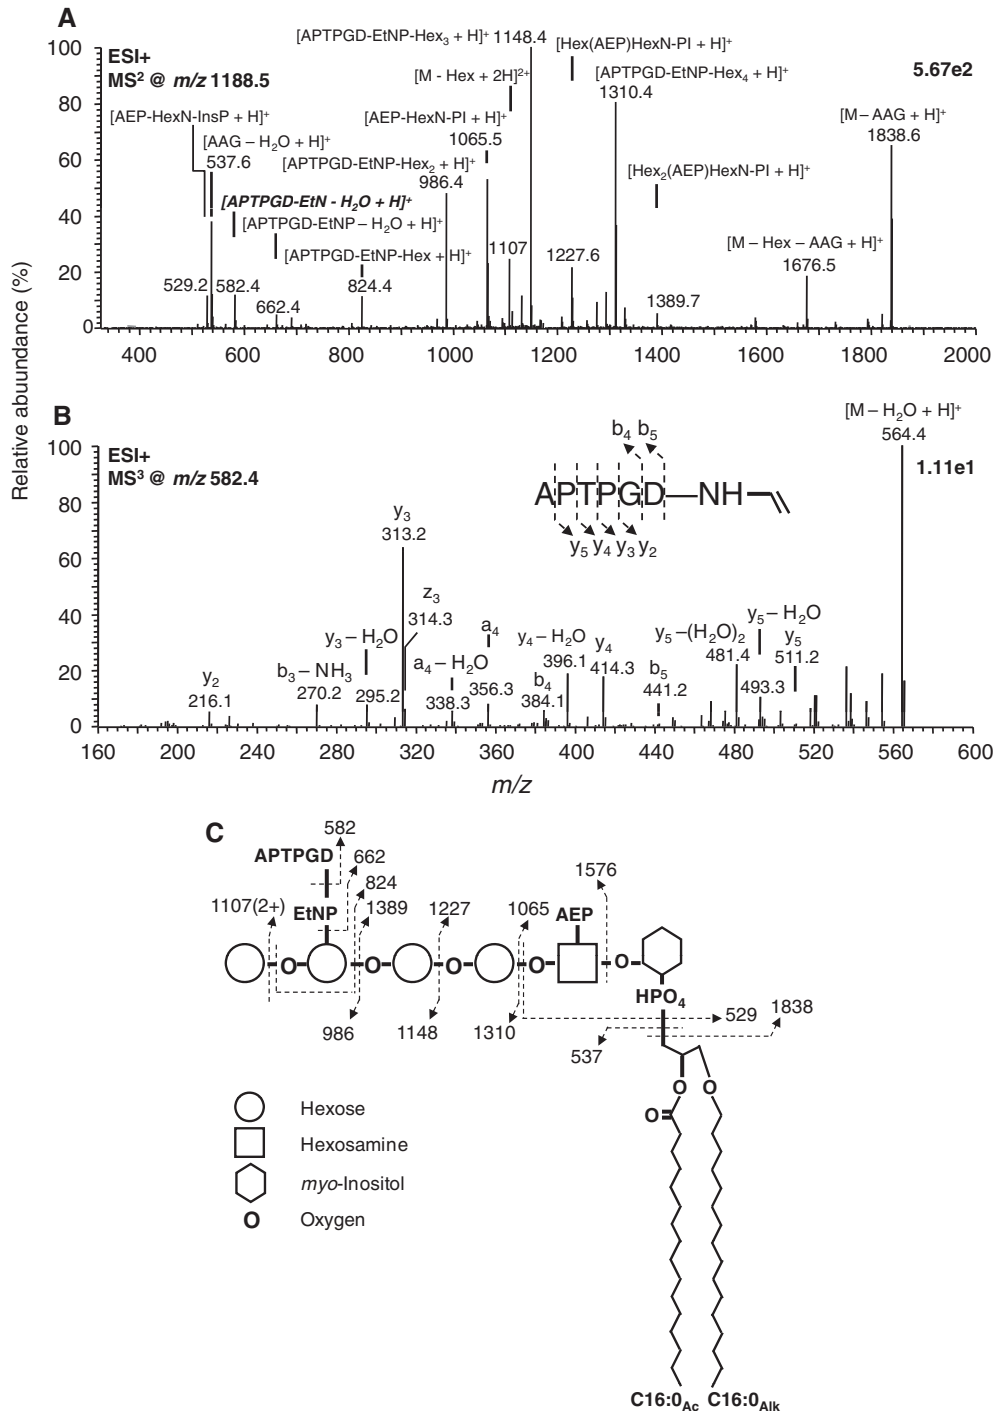 A
[APTPGD-EtNP-Hex3 + H]+ 1148.4
[Hex(AEP)HexN-PI + H]+
ESI+
MS2 @ m/z 1188.5
[M - Hex + 2H]2+
[APTPGD-EtNP-Hex4 + H]+
1310.4
5.67e2
[AEP-HexN-InsP + H]+
[AEP-HexN-PI + H]+
1065.5
[M – AAG + H]+
1838.6
[AAG – H2O + H]+
537.6
[APTPGD-EtNP-Hex2 + H]+
986.4
[Hex2(AEP)HexN-PI + H]+
[APTPGD-EtN - H2O + H]+
[APTPGD-EtNP – H2O + H]+
[APTPGD-EtNP-Hex + H]+
824.4
1107
1227.6
[M – Hex – AAG + H]+
1676.5
529.2
582.4
662.4
1389.7
100
80
60
40
20
0
400 600 800 1000 1200 1400 1600 1800 2000
Relative abuundance (%)
B
ESI+
MS3 @ m/z 582.4
[M – H2O + H]+
564.4
1.11e1
b4 b5
APTPGD—NH
y5 y4 y3 y2
y3
313.2
z3
314.3
y3 – H2O
295.2
b3 – NH3
270.2
y2
216.1
a4
356.3
a4 – H2O
338.3
y4 – H2O
396.1
b4
384.1
y4
414.3
b5
441.2
y5 –(H2O)2
481.4
y5 – H2O
493.3
y5
511.2
100
80
60
40
20
0
160 200 240 280 320 360 400 440 480 520 560 600
m/z
C
582
APTPGD
662
824
1107(2+)
EtNP
1389
1227
1065
AEP
1576
O O O O O
HPO4
986
1148
1310
529
1838
537
O O
O
Hexose
Hexosamine
myo-Inositol
O Oxygen
C16:0Ac C16:0Alk